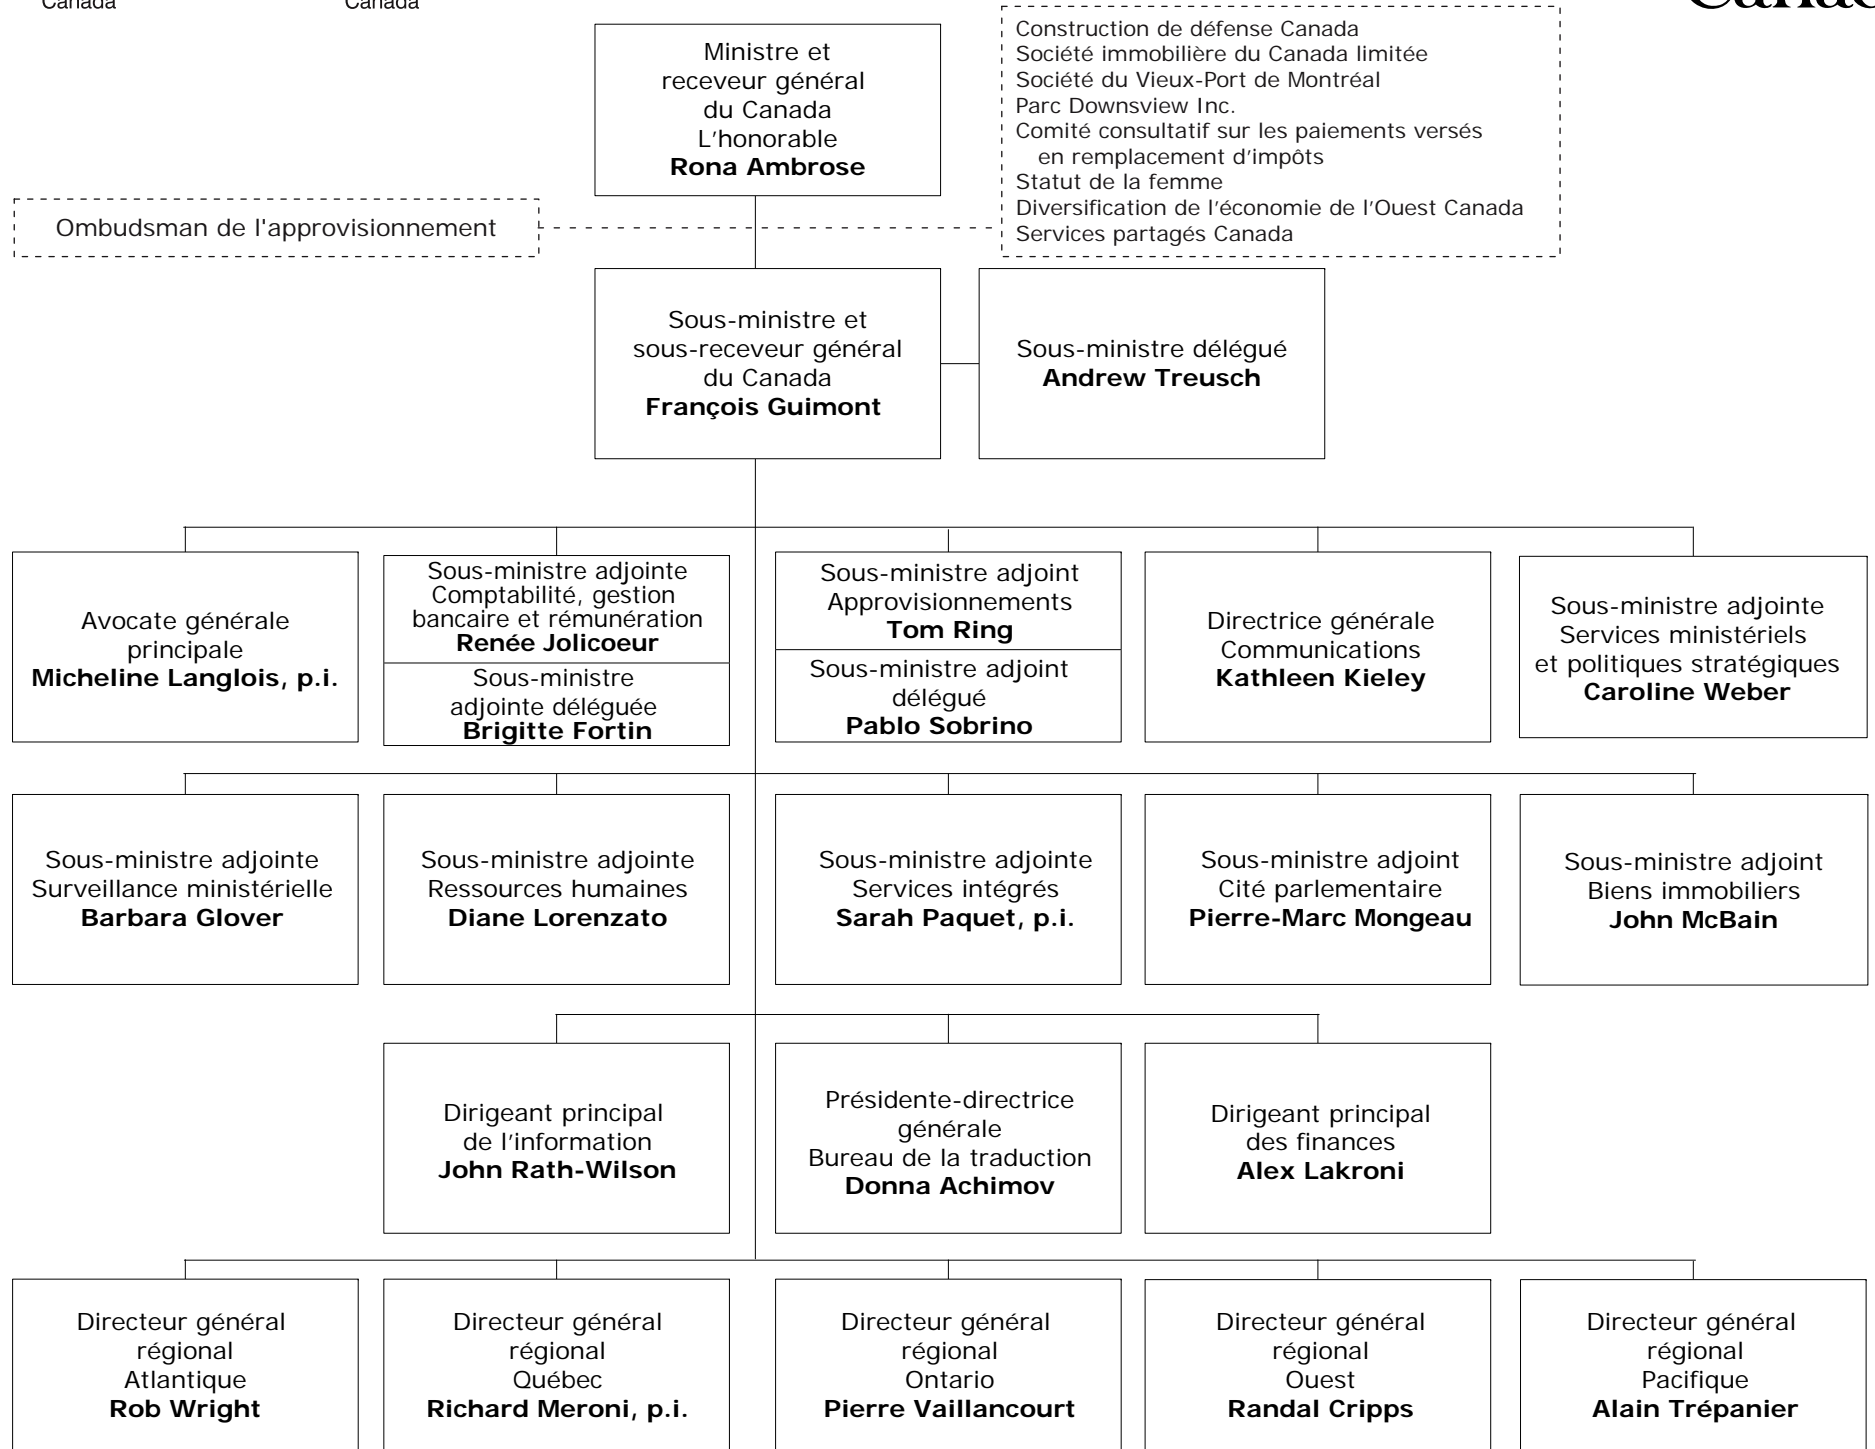 Canada
Canada
Ministre et
receveur général
du Canada
L'honorable
Rona Ambrose
Construction de défense Canada
Société immobilière du Canada limitée
Société du Vieux-Port de Montréal
Parc Downsview Inc.
Comité consultatif sur les paiements versés
en remplacement d'impôts
Statut de la femme
Diversification de l'économie de l'Ouest Canada
Services partagés Canada
Ombudsman de l'approvisionnement
Sous-ministre et
sous-receveur général
du Canada
François Guimont
Sous-ministre délégué
Andrew Treusch
Avocate générale
principale
Micheline Langlois, p.i.
Sous-ministre adjointe
Comptabilité, gestion
bancaire et rémunération
Renée Jolicoeur
Sous-ministre
adjointe déléguée
Brigitte Fortin
Sous-ministre adjoint
Approvisionnements
Tom Ring
Sous-ministre adjoint
délégué
Pablo Sobrino
Directrice générale
Communications
Kathleen Kieley
Sous-ministre adjointe
Services ministériels
et politiques stratégiques
Caroline Weber
Sous-ministre adjointe
Surveillance ministérielle
Barbara Glover
Sous-ministre adjointe
Ressources humaines
Diane Lorenzato
Sous-ministre adjointe
Services intégrés
Sarah Paquet, p.i.
Sous-ministre adjoint
Cité parlementaire
Pierre-Marc Mongeau
Sous-ministre adjoint
Biens immobiliers
John McBain
Dirigeant principal
de l'information
John Rath-Wilson
Présidente-directrice
générale
Bureau de la traduction
Donna Achimov
Dirigeant principal
des finances
Alex Lakroni
Directeur général
régional
Atlantique
Rob Wright
Directeur général
régional
Québec
Richard Meroni, p.i.
Directeur général
régional
Ontario
Pierre Vaillancourt
Directeur général
régional
Ouest
Randal Cripps
Directeur général
régional
Pacifique
Alain Trépanier